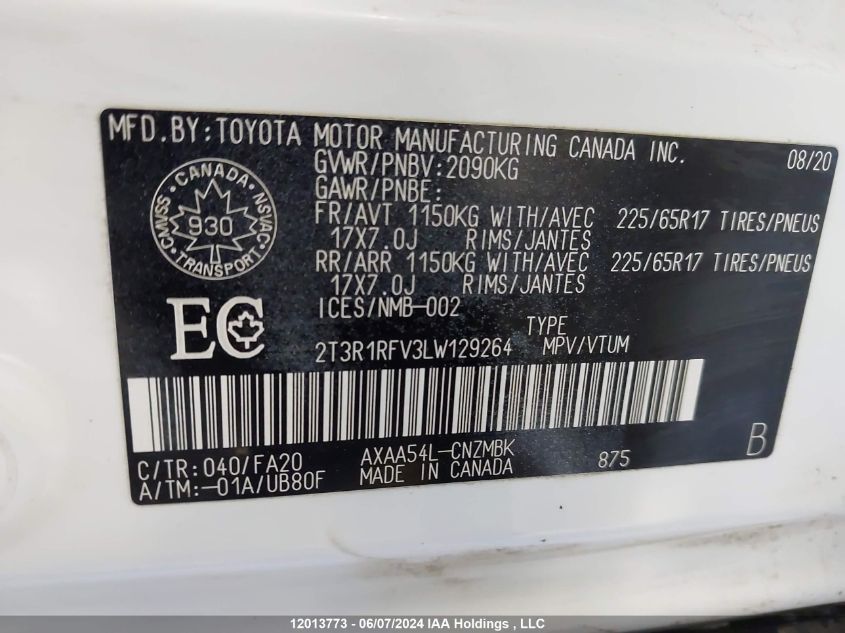 MFD.BY:TOYOTA MOTOR MANUFACTURING CANADA INC. 08/20
GVWR/PNBV:2090KG
GAWR/PNBE:
FR/AVT 1150KG WITH/AVEC 225/65R17 TIRES/PNEUS
17X7.0J RIMS/JANTES
RR/ARR 1150KG WITH/AVEC 225/65R17 TIRES/PNEUS
17X7.0J RIMS/JANTES
ICES/NMB-002
CANADA
CMVSS 930 NSVAC
TRANSPORT
EC
TYPE
2T3R1RFV3LW129264 MPV/VTUM
B
C/TR:040/FA20 AXAA54L-CNZMBK 875
A/TM:-01A/UB80F MADE IN CANADA
12013773 - 06/07/2024 IAA Holdings , LLC